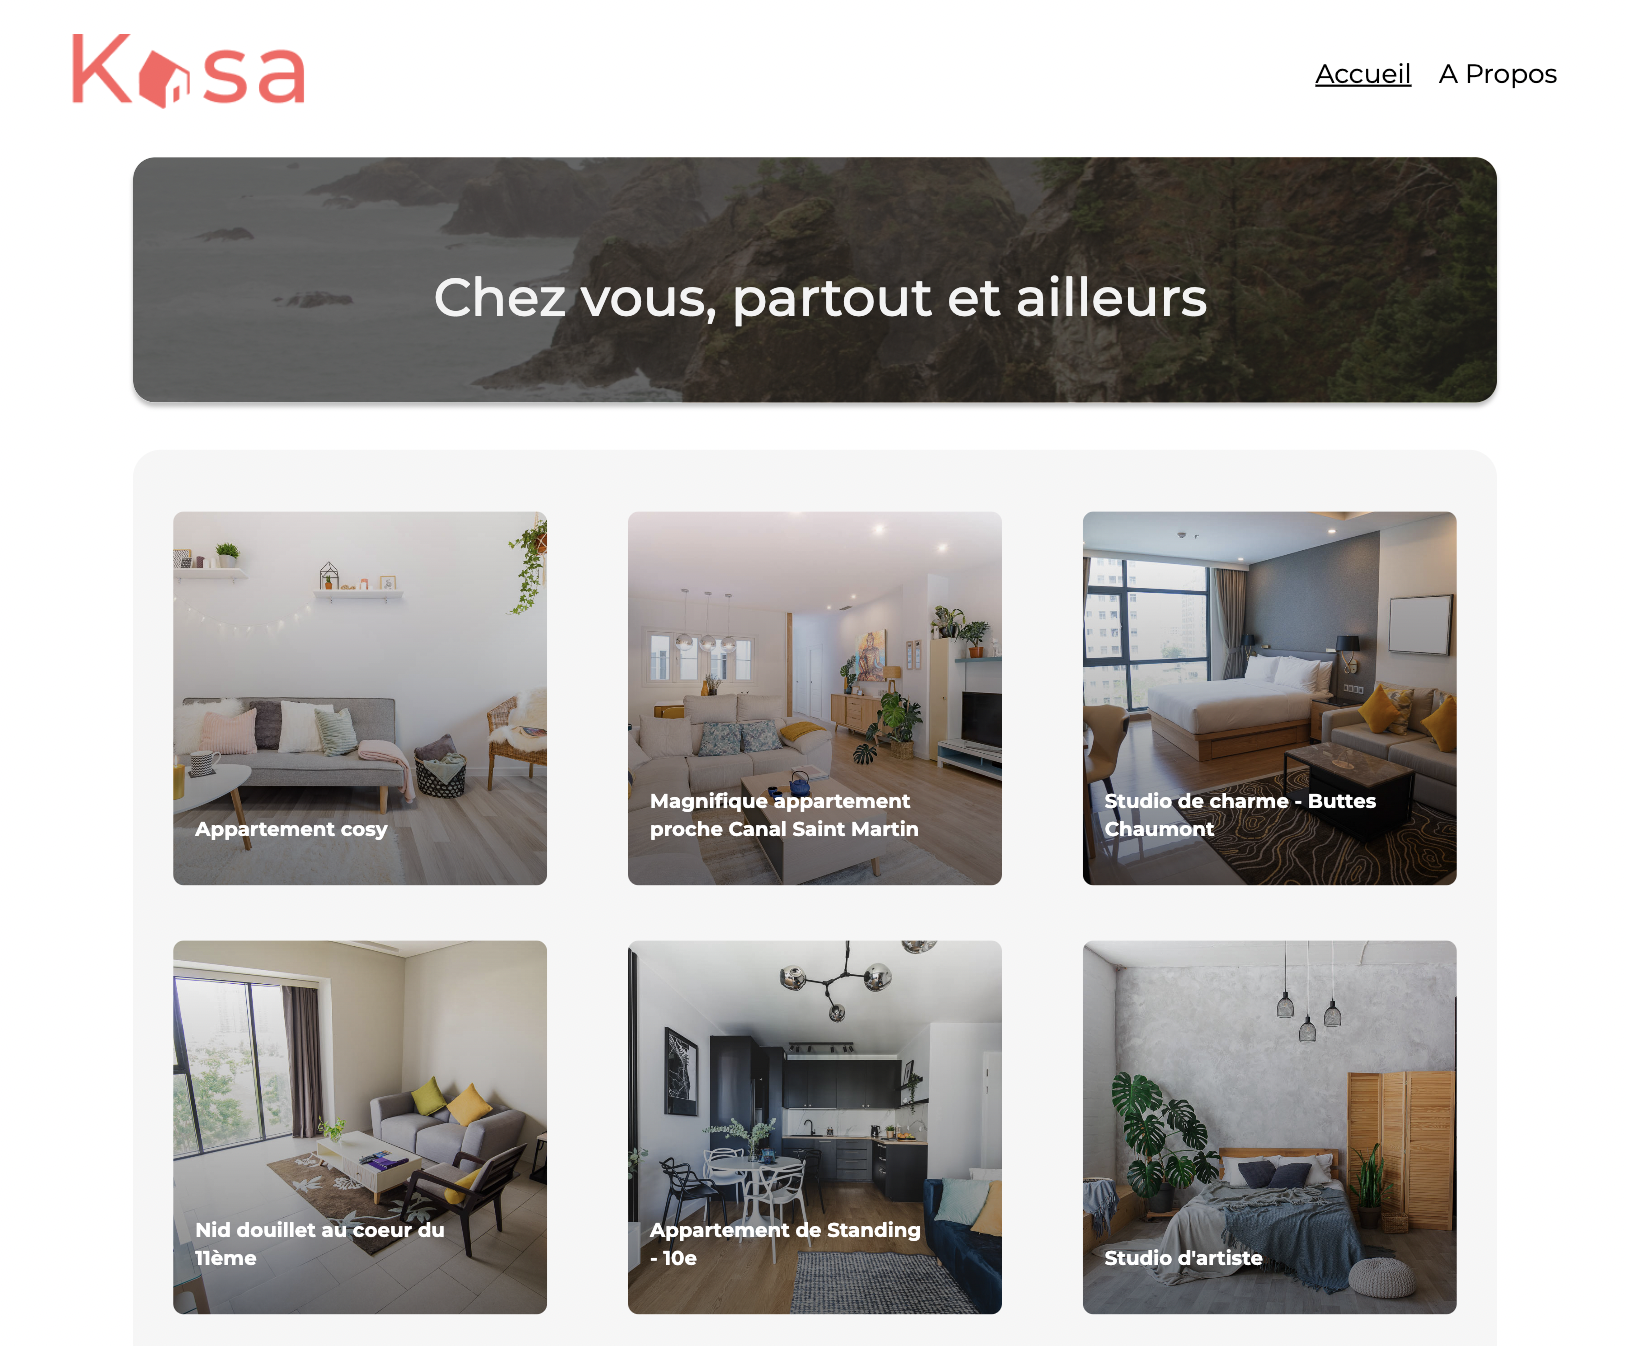 Kasa
Accueil A Propos
Chez vous, partout et ailleurs
Appartement cosy
Magnifique appartement
proche Canal Saint Martin
Studio de charme - Buttes
Chaumont
Nid douillet au coeur du
11ème
Appartement de Standing
- 10e
Studio d'artiste